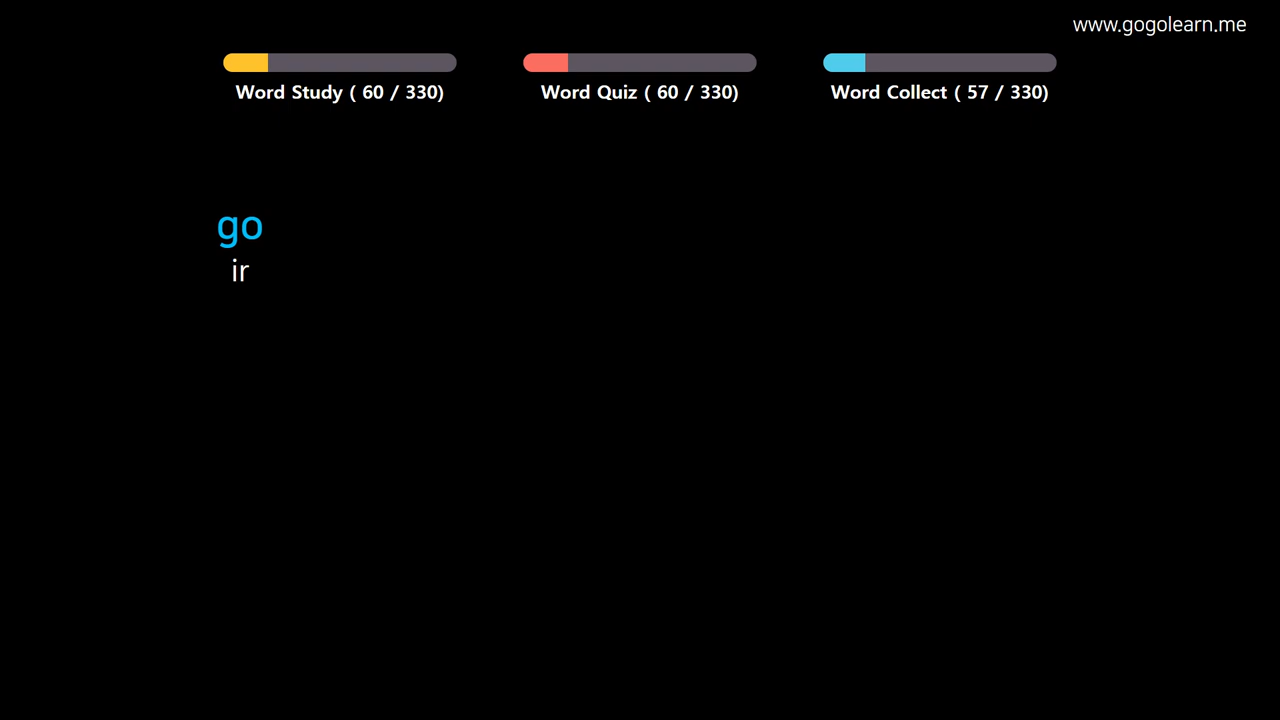 www.gogolearn.me
Word Study ( 60 / 330)
Word Quiz ( 60 / 330)
Word Collect ( 57 / 330)
go
ir